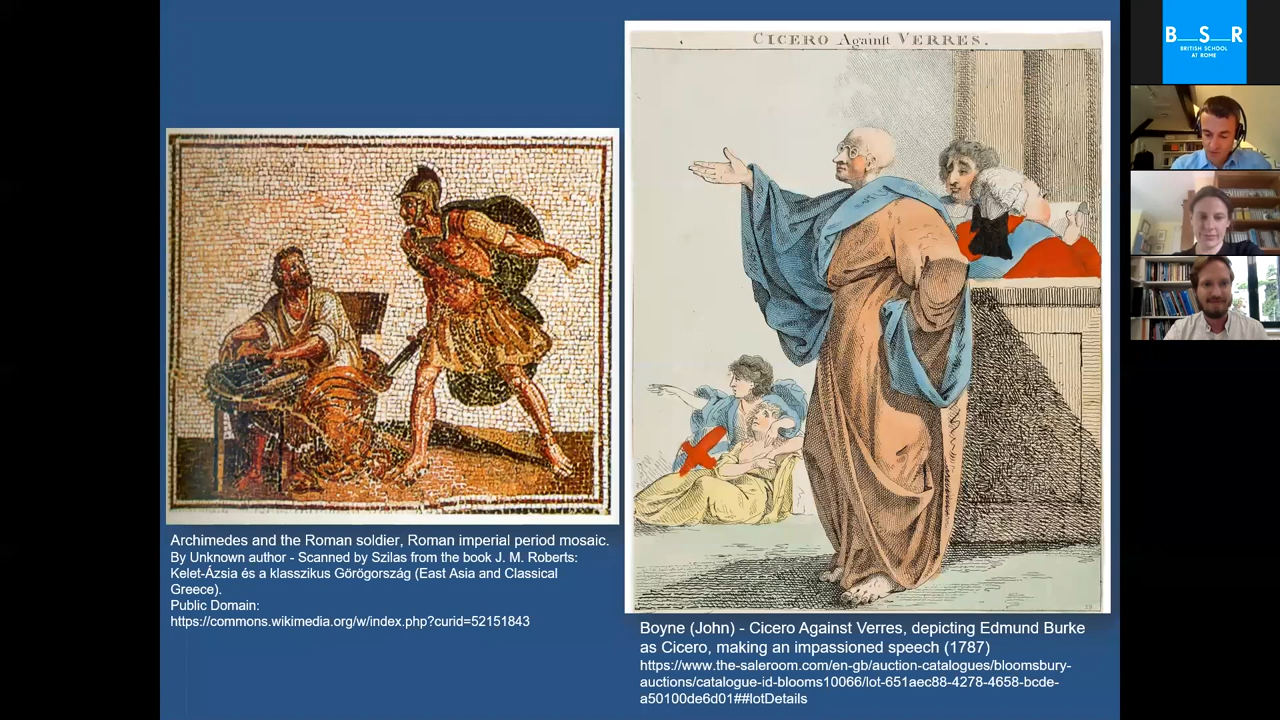 CICERO Againſt VERRES.
Archimedes and the Roman soldier, Roman imperial period mosaic.
By Unknown author - Scanned by Szilas from the book J. M. Roberts:
Kelet-Ázsia és a klasszikus Görögország (East Asia and Classical
Greece).
Public Domain:
https://commons.wikimedia.org/w/index.php?curid=52151843
Boyne (John) - Cicero Against Verres, depicting Edmund Burke
as Cicero, making an impassioned speech (1787)
https://www.the-saleroom.com/en-gb/auction-catalogues/bloomsbury-
auctions/catalogue-id-blooms10066/lot-651aec88-4278-4658-bcde-
a50100de6d01##lotDetails
B__S__R
BRITISH SCHOOL
AT ROME